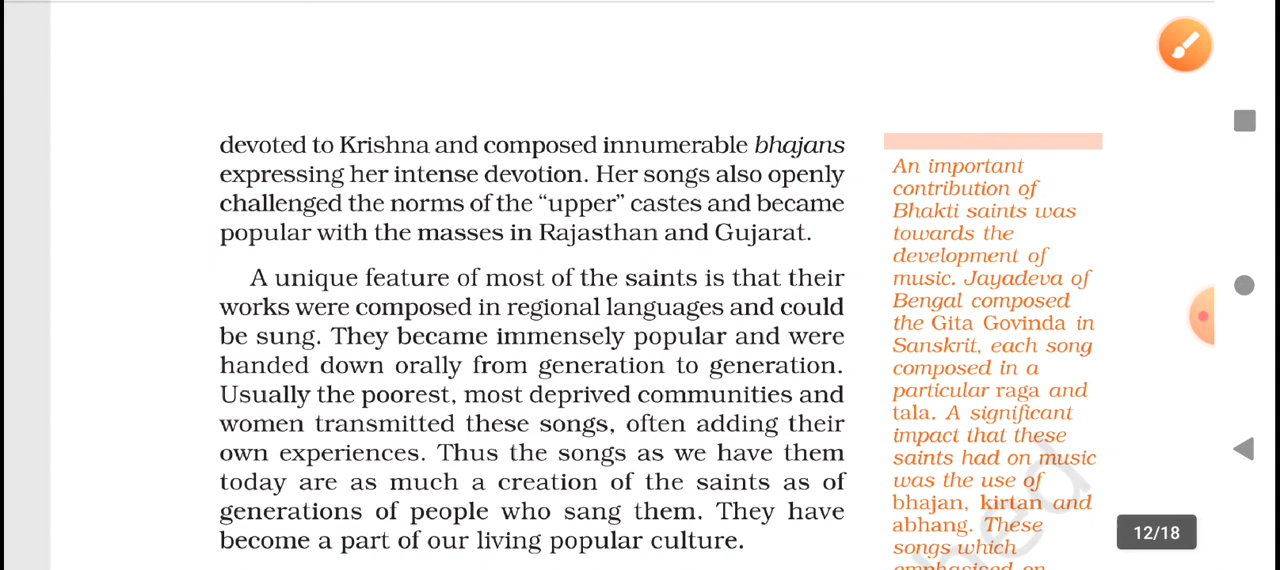 devoted to Krishna and composed innumerable bhajans
expressing her intense devotion. Her songs also openly
challenged the norms of the “upper” castes and became
popular with the masses in Rajasthan and Gujarat.
A unique feature of most of the saints is that their
works were composed in regional languages and could
be sung. They became immensely popular and were
handed down orally from generation to generation.
Usually the poorest, most deprived communities and
women transmitted these songs, often adding their
own experiences. Thus the songs as we have them
today are as much a creation of the saints as of
generations of people who sang them. They have
become a part of our living popular culture.
An important
contribution of
Bhakti saints was
towards the
development of
music. Jayadeva of
Bengal composed
the Gita Govinda in
Sanskrit, each song
composed in a
particular raga and
tala. A significant
impact that these
saints had on music
was the use of
bhajan, kirtan and
abhang. These
songs which
emphasised on
12/18